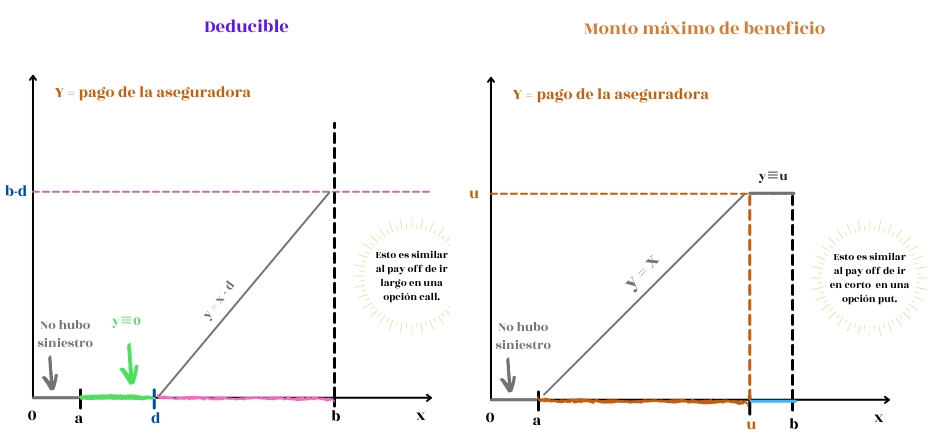 Deducible
Y = pago de la aseguradora
b-d
y = x - d
Esto es similar
al pay off de ir
largo en una
opción call.
No hubo
siniestro
y≡0
0
a
d
b
x
Monto máximo de beneficio
Y = pago de la aseguradora
u
y≡u
y = x
Esto es similar
al pay off de ir
en corto en una
opción put.
No hubo
siniestro
0
a
u
b
x